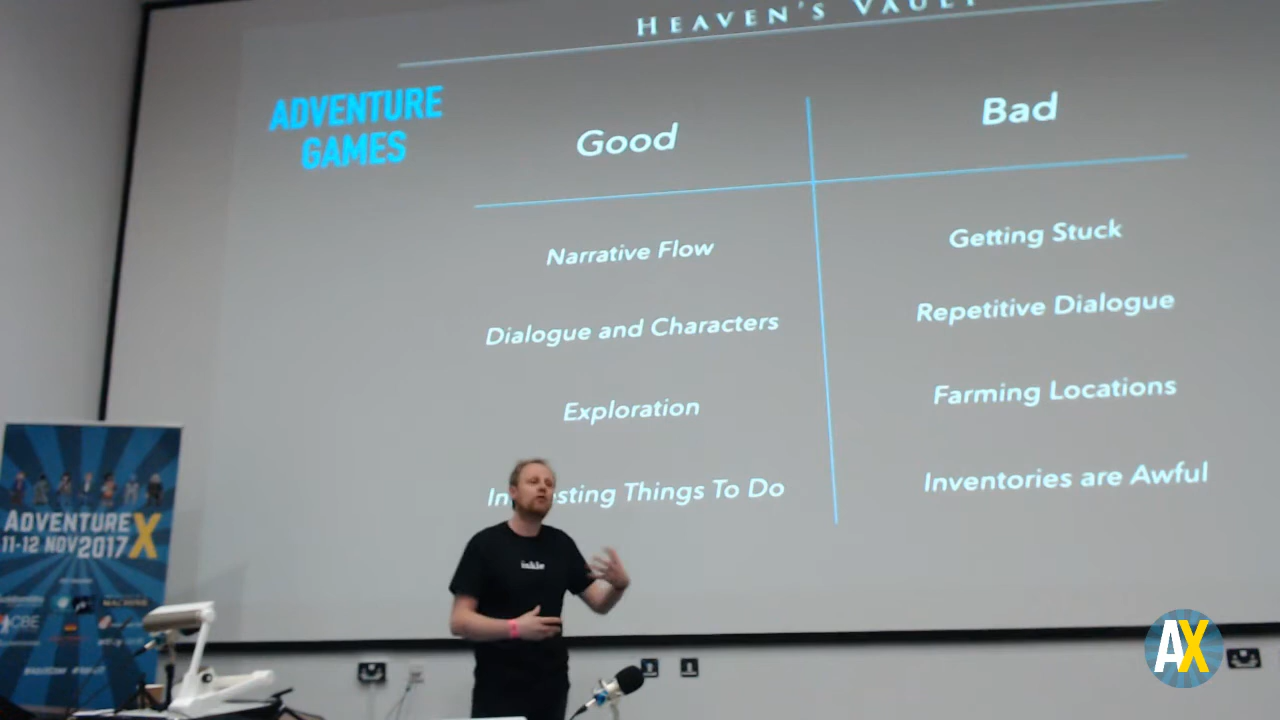 HEAVEN'S VAULT
ADVENTURE
GAMES
Good
Bad
Narrative Flow
Getting Stuck
Dialogue and Characters
Repetitive Dialogue
Exploration
Farming Locations
Things To Do
Inventories are Awful
ADVENTURE X
11-12 NOV 2017
inkle
AX